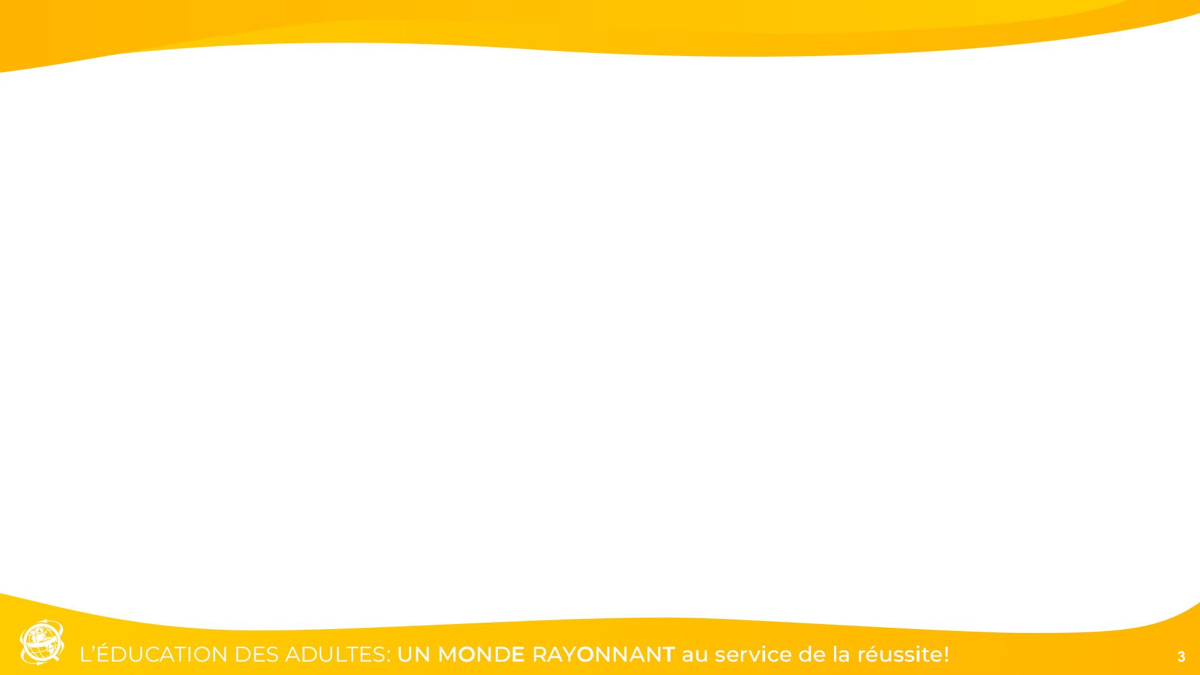 L'ÉDUCATION DES ADULTES: UN MONDE RAYONNANT au service de la réussite!
3